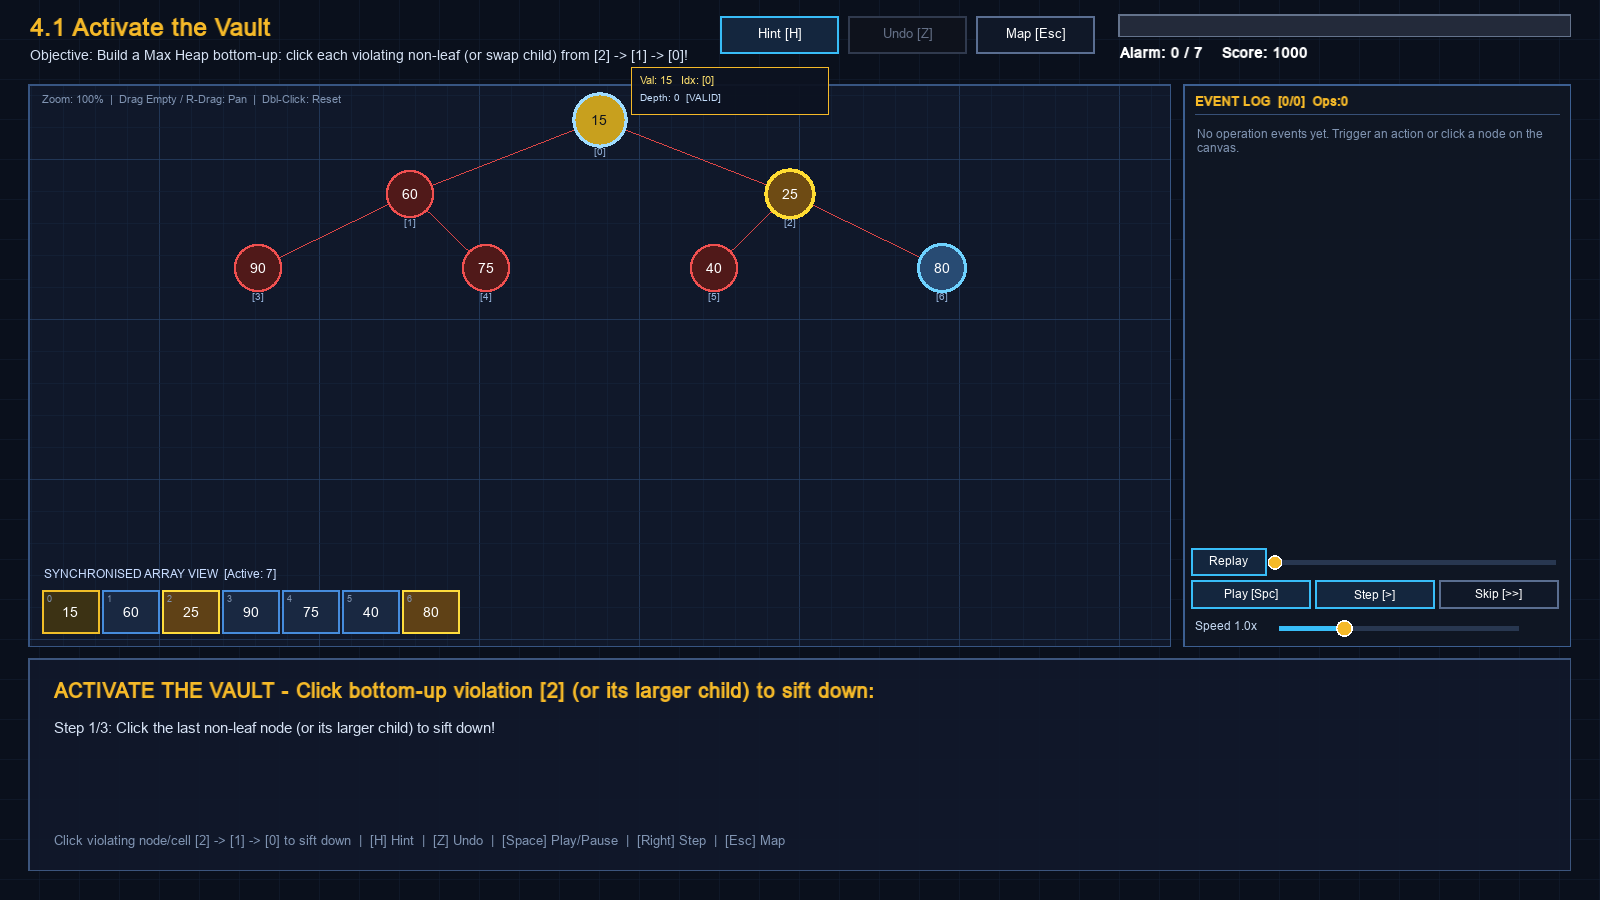 4.1 Activate the Vault
Objective: Build a Max Heap bottom-up: click each violating non-leaf (or swap child) from [2] -> [1] -> [0]!
Hint [H]
Undo [Z]
Map [Esc]
Alarm: 0 / 7 Score: 1000
Zoom: 100% | Drag Empty / R-Drag: Pan | Dbl-Click: Reset
Val: 15 Idx: [0]
Depth: 0 [VALID]
15
[0]
60
[1]
25
[2]
90
[3]
75
[4]
40
[5]
80
[6]
SYNCHRONISED ARRAY VIEW [Active: 7]
0 15
1 60
2 25
3 90
4 75
5 40
6 80
EVENT LOG [0/0] Ops:0
No operation events yet. Trigger an action or click a node on the
canvas.
Replay
Play [Spc]
Step [>]
Skip [>>]
Speed 1.0x
ACTIVATE THE VAULT - Click bottom-up violation [2] (or its larger child) to sift down:
Step 1/3: Click the last non-leaf node (or its larger child) to sift down!
Click violating node/cell [2] -> [1] -> [0] to sift down | [H] Hint | [Z] Undo | [Space] Play/Pause | [Right] Step | [Esc] Map